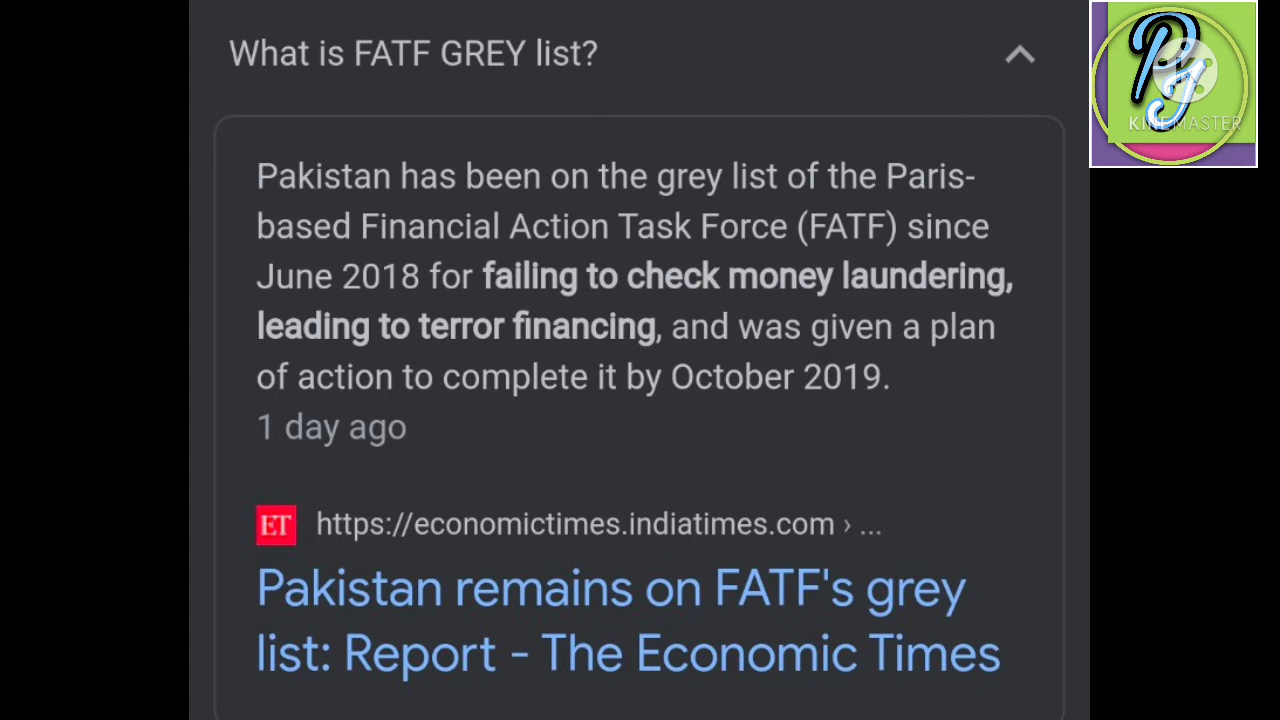 What is FATF GREY list?
Pakistan has been on the grey list of the Paris-
based Financial Action Task Force (FATF) since
June 2018 for failing to check money laundering,
leading to terror financing, and was given a plan
of action to complete it by October 2019.
1 day ago
ET https://economictimes.indiatimes.com › ...
Pakistan remains on FATF's grey
list: Report - The Economic Times
KINEMASTER